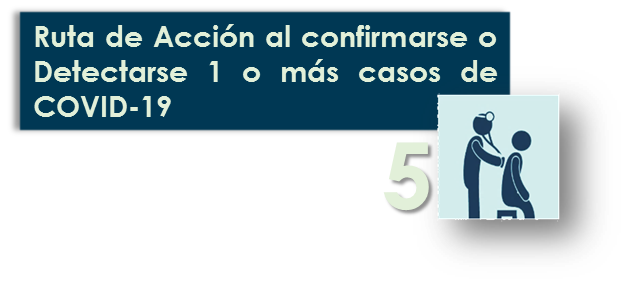 Ruta de Acción al confirmarse o
Detectarse 1 o más casos de
COVID-19
5